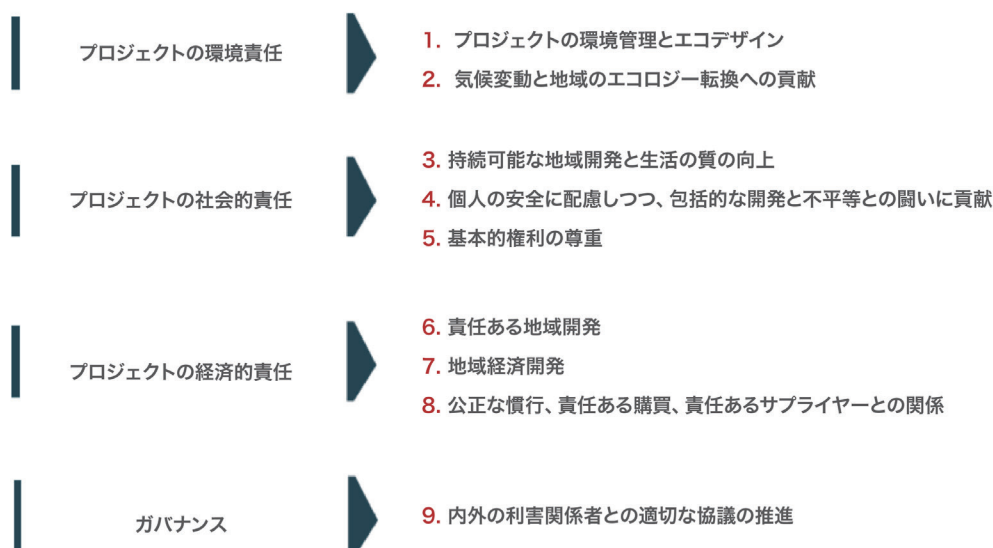 プロジェクトの環境責任
1. プロジェクトの環境管理とエコデザイン
2. 気候変動と地域のエコロジー転換への貢献
プロジェクトの社会的責任
3. 持続可能な地域開発と生活の質の向上
4. 個人の安全に配慮しつつ、包括的な開発と不平等との闘いに貢献
5. 基本的権利の尊重
プロジェクトの経済的責任
6. 責任ある地域開発
7. 地域経済開発
8. 公正な慣行、責任ある購買、責任あるサプライヤーとの関係
ガバナンス
9. 内外の利害関係者との適切な協議の推進